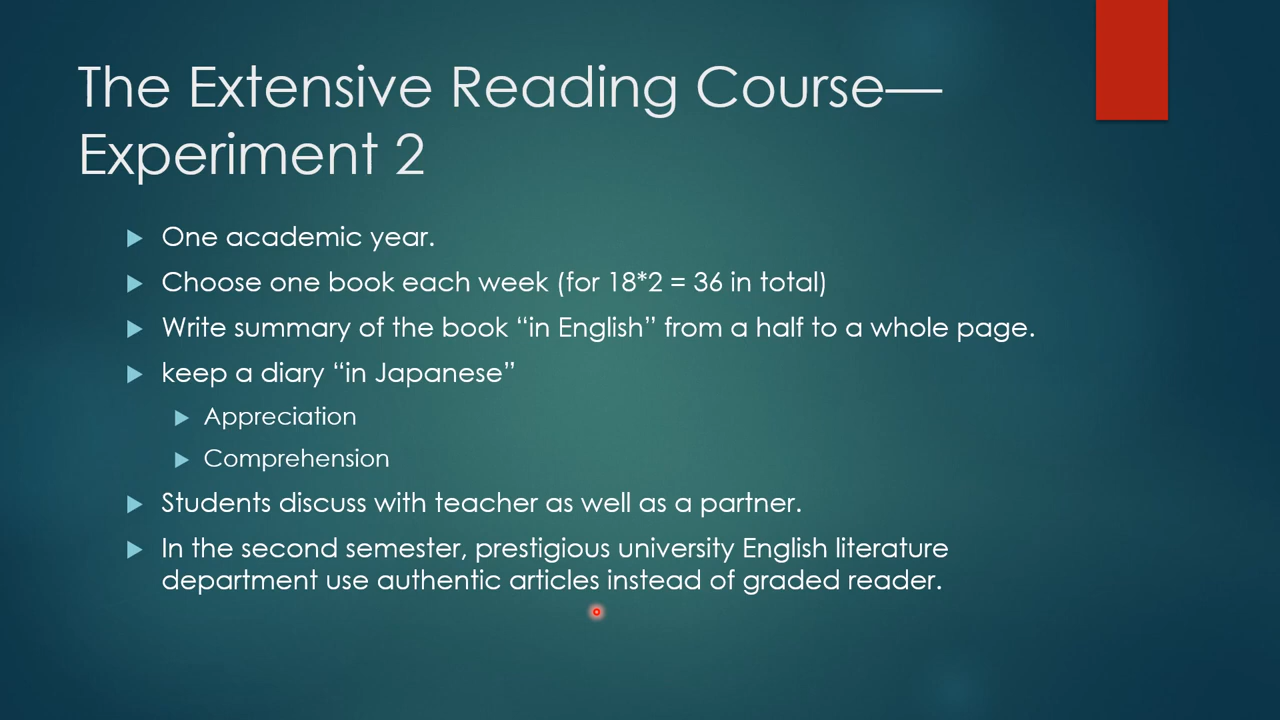 The Extensive Reading Course—
Experiment 2
One academic year.
Choose one book each week (for 18*2 = 36 in total)
Write summary of the book “in English” from a half to a whole page.
keep a diary “in Japanese”
Appreciation
Comprehension
Students discuss with teacher as well as a partner.
In the second semester, prestigious university English literature
department use authentic articles instead of graded reader.